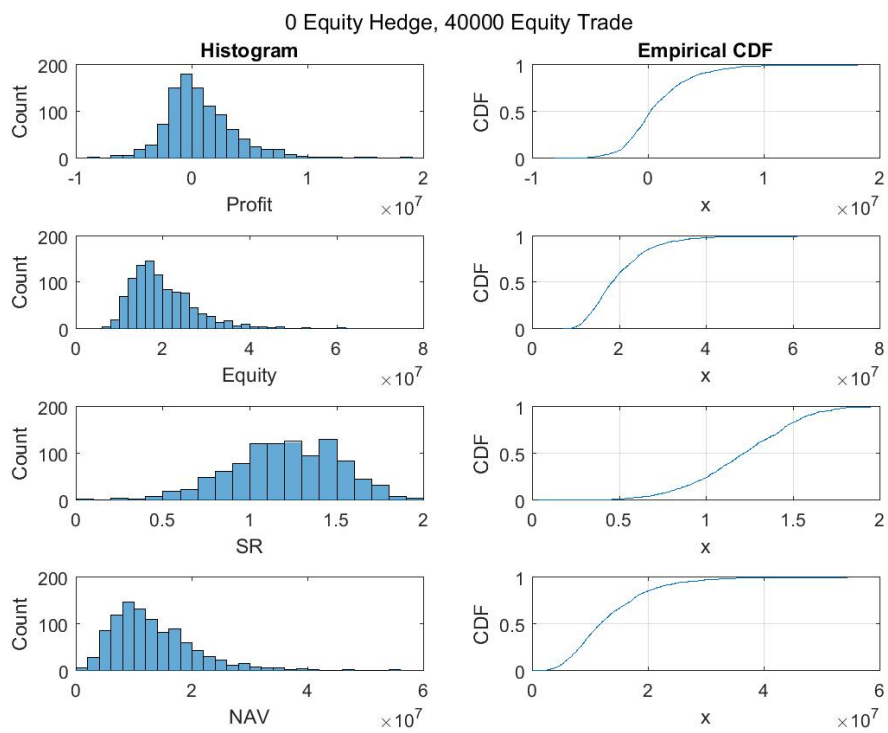 0 Equity Hedge, 40000 Equity Trade
Histogram
200
100
0
Count
-1 0 1 2
Profit
×10^7
Empirical CDF
1
0.5
0
CDF
-1 0 1 2
x
×10^7
200
100
0
Count
0 2 4 6 8
Equity
×10^7
1
0.5
0
CDF
0 2 4 6 8
x
×10^7
200
100
0
Count
0 0.5 1 1.5 2
SR
1
0.5
0
CDF
0 0.5 1 1.5 2
x
200
100
0
Count
0 2 4 6
NAV
×10^7
1
0.5
0
CDF
0 2 4 6
x
×10^7